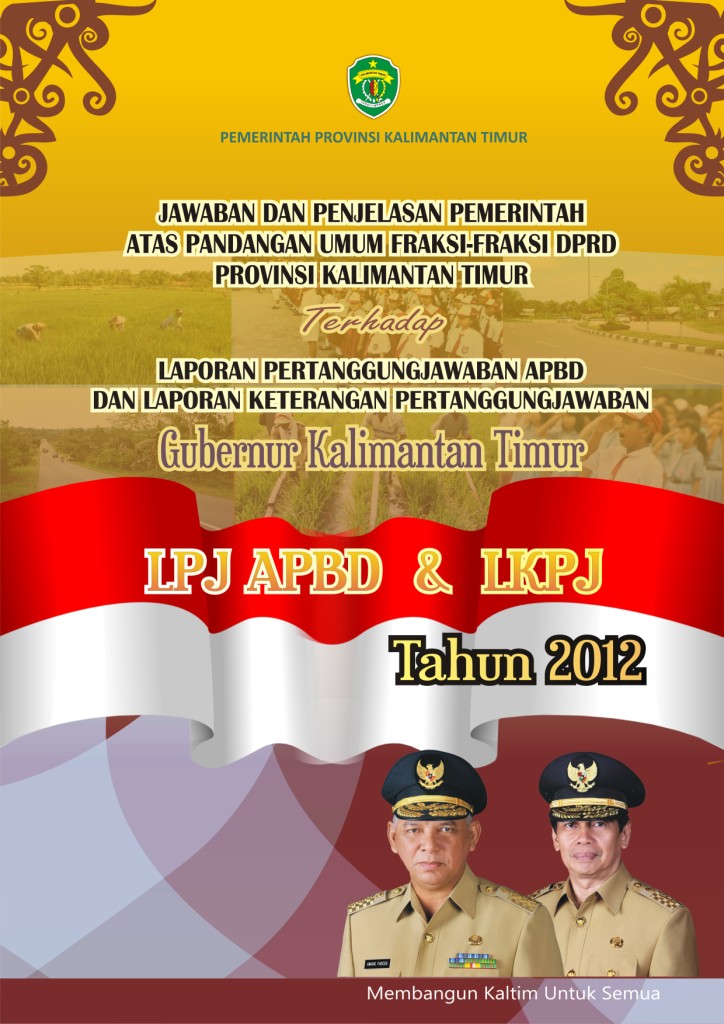 PEMERINTAH PROVINSI KALIMANTAN TIMUR
JAWABAN DAN PENJELASAN PEMERINTAH
ATAS PANDANGAN UMUM FRAKSI-FRAKSI DPRD
PROVINSI KALIMANTAN TIMUR
Terhadap
LAPORAN PERTANGGUNGJAWABAN APBD
DAN LAPORAN KETERANGAN PERTANGGUNGJAWABAN
Gubernur Kalimantan Timur
LPJ APBD & LKPJ
Tahun 2012
Membangun Kaltim Untuk Semua